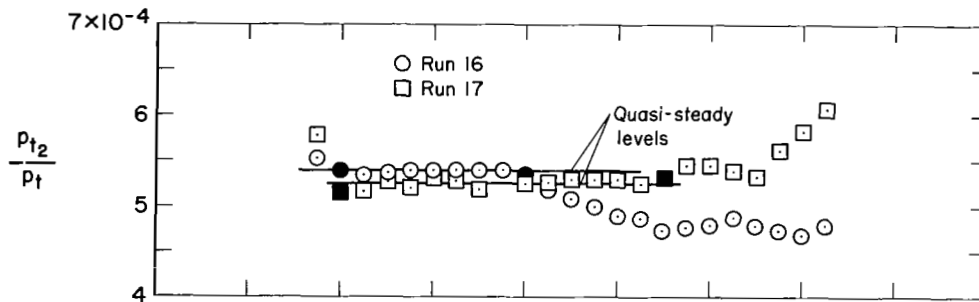 7×10⁻⁴
○ Run 16
□ Run 17
6
Quasi-steady
levels
p_t₂
p_t
5
4